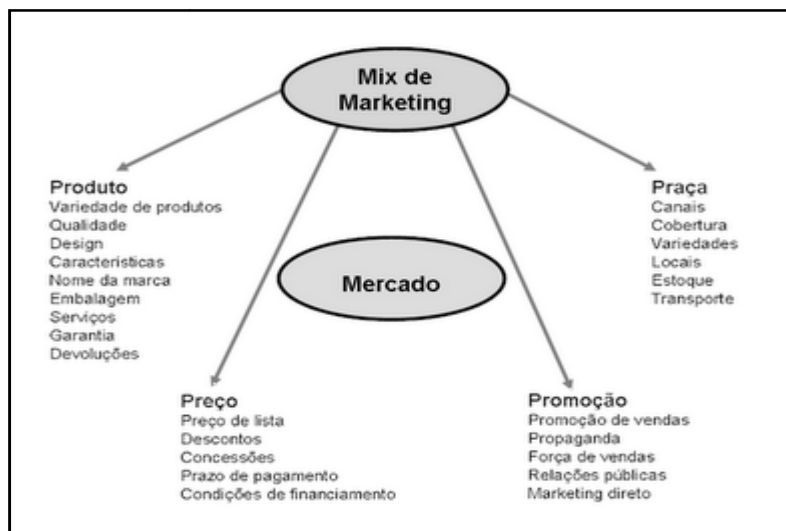 Mix de
Marketing
Produto
Variedade de produtos
Qualidade
Design
Características
Nome da marca
Embalagem
Serviços
Garantia
Devoluções
Praça
Canais
Cobertura
Variedades
Locais
Estoque
Transporte
Mercado
Preço
Preço de lista
Descontos
Concessões
Prazo de pagamento
Condições de financiamento
Promoção
Promoção de vendas
Propaganda
Força de vendas
Relações públicas
Marketing direto